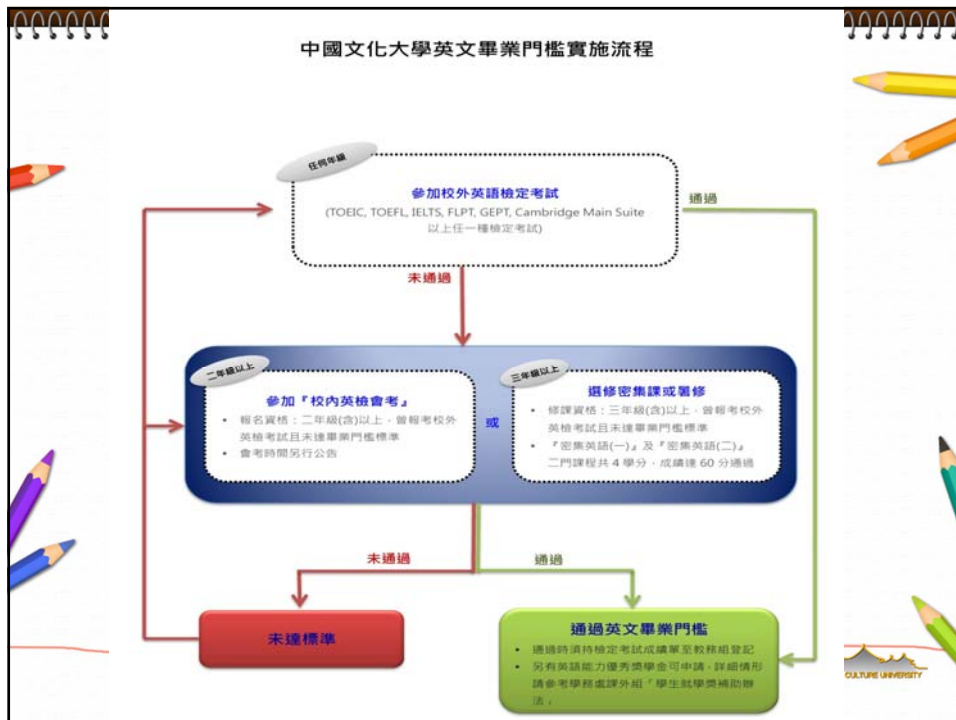 中國文化大學英文畢業門檻實施流程
任何年級
參加校外英語檢定考試
(TOEIC, TOEFL, IELTS, FLPT, GEPT, Cambridge Main Suite
以上任一種檢定考試)
通過
未通過
二年級以上
參加『校內英檢會考』
• 報名資格：二年級(含)以上，曾報考校外
英檢考試且未達畢業門檻標準
• 會考時間另行公告
或
三年級以上
選修密集課或暑修
• 修課資格：三年級(含)以上，曾報考校外
英檢考試且未達畢業門檻標準
• 『密集英語(一)』及『密集英語(二)』
二門課程共 4 學分，成績達 60 分通過
未通過
通過
未達標準
通過英文畢業門檻
• 通過時須持檢定考試成績單至教務組登記
• 另有英語能力優秀獎學金可申請，詳細情形
請參考學務處課外組「學生就學獎補助辦
法」
CULTURE UNIVERSITY